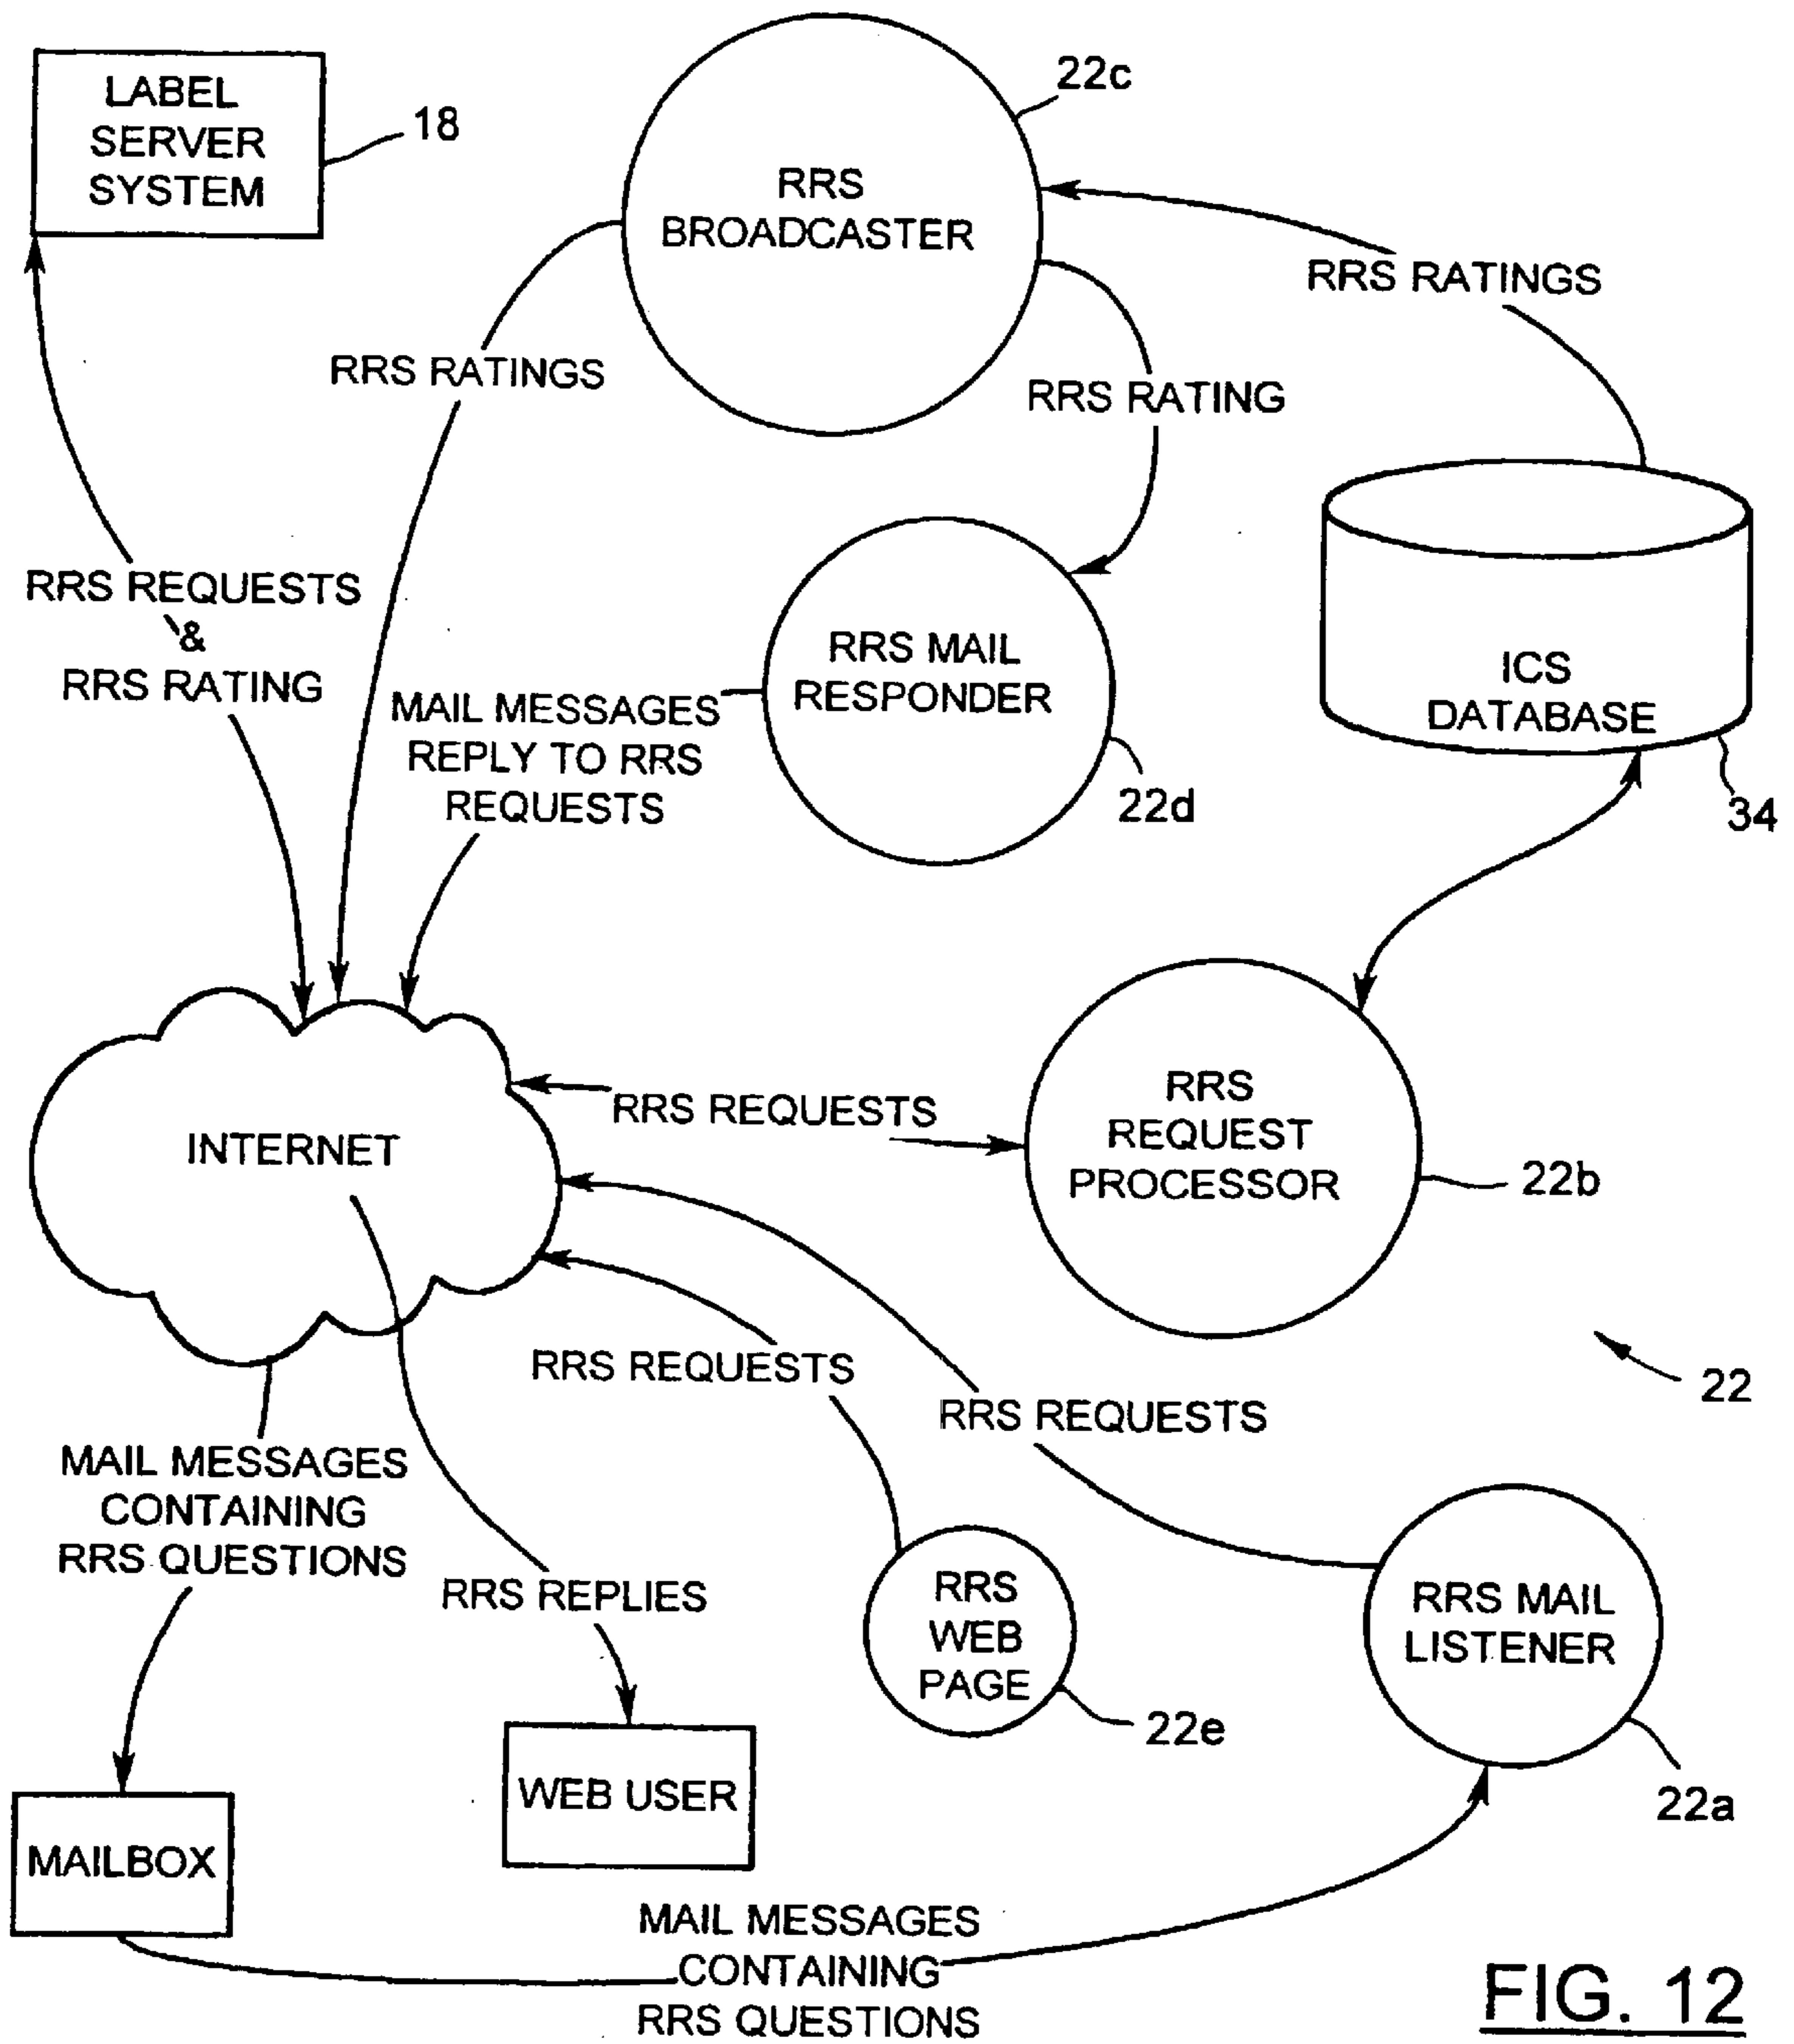 LABEL
SERVER
SYSTEM
18
22c
RRS
BROADCASTER
RRS RATINGS
RRS RATINGS
RRS RATING
RRS REQUESTS
&
RRS RATING
RRS MAIL
RESPONDER
22d
MAIL MESSAGES
REPLY TO RRS
REQUESTS
ICS
DATABASE
34
INTERNET
RRS REQUESTS
RRS
REQUEST
PROCESSOR
22b
22
RRS REQUESTS
RRS REQUESTS
MAIL MESSAGES
CONTAINING
RRS QUESTIONS
RRS REPLIES
RRS
WEB
PAGE
22e
RRS MAIL
LISTENER
22a
WEB USER
MAILBOX
MAIL MESSAGES
CONTAINING
RRS QUESTIONS
FIG. 12